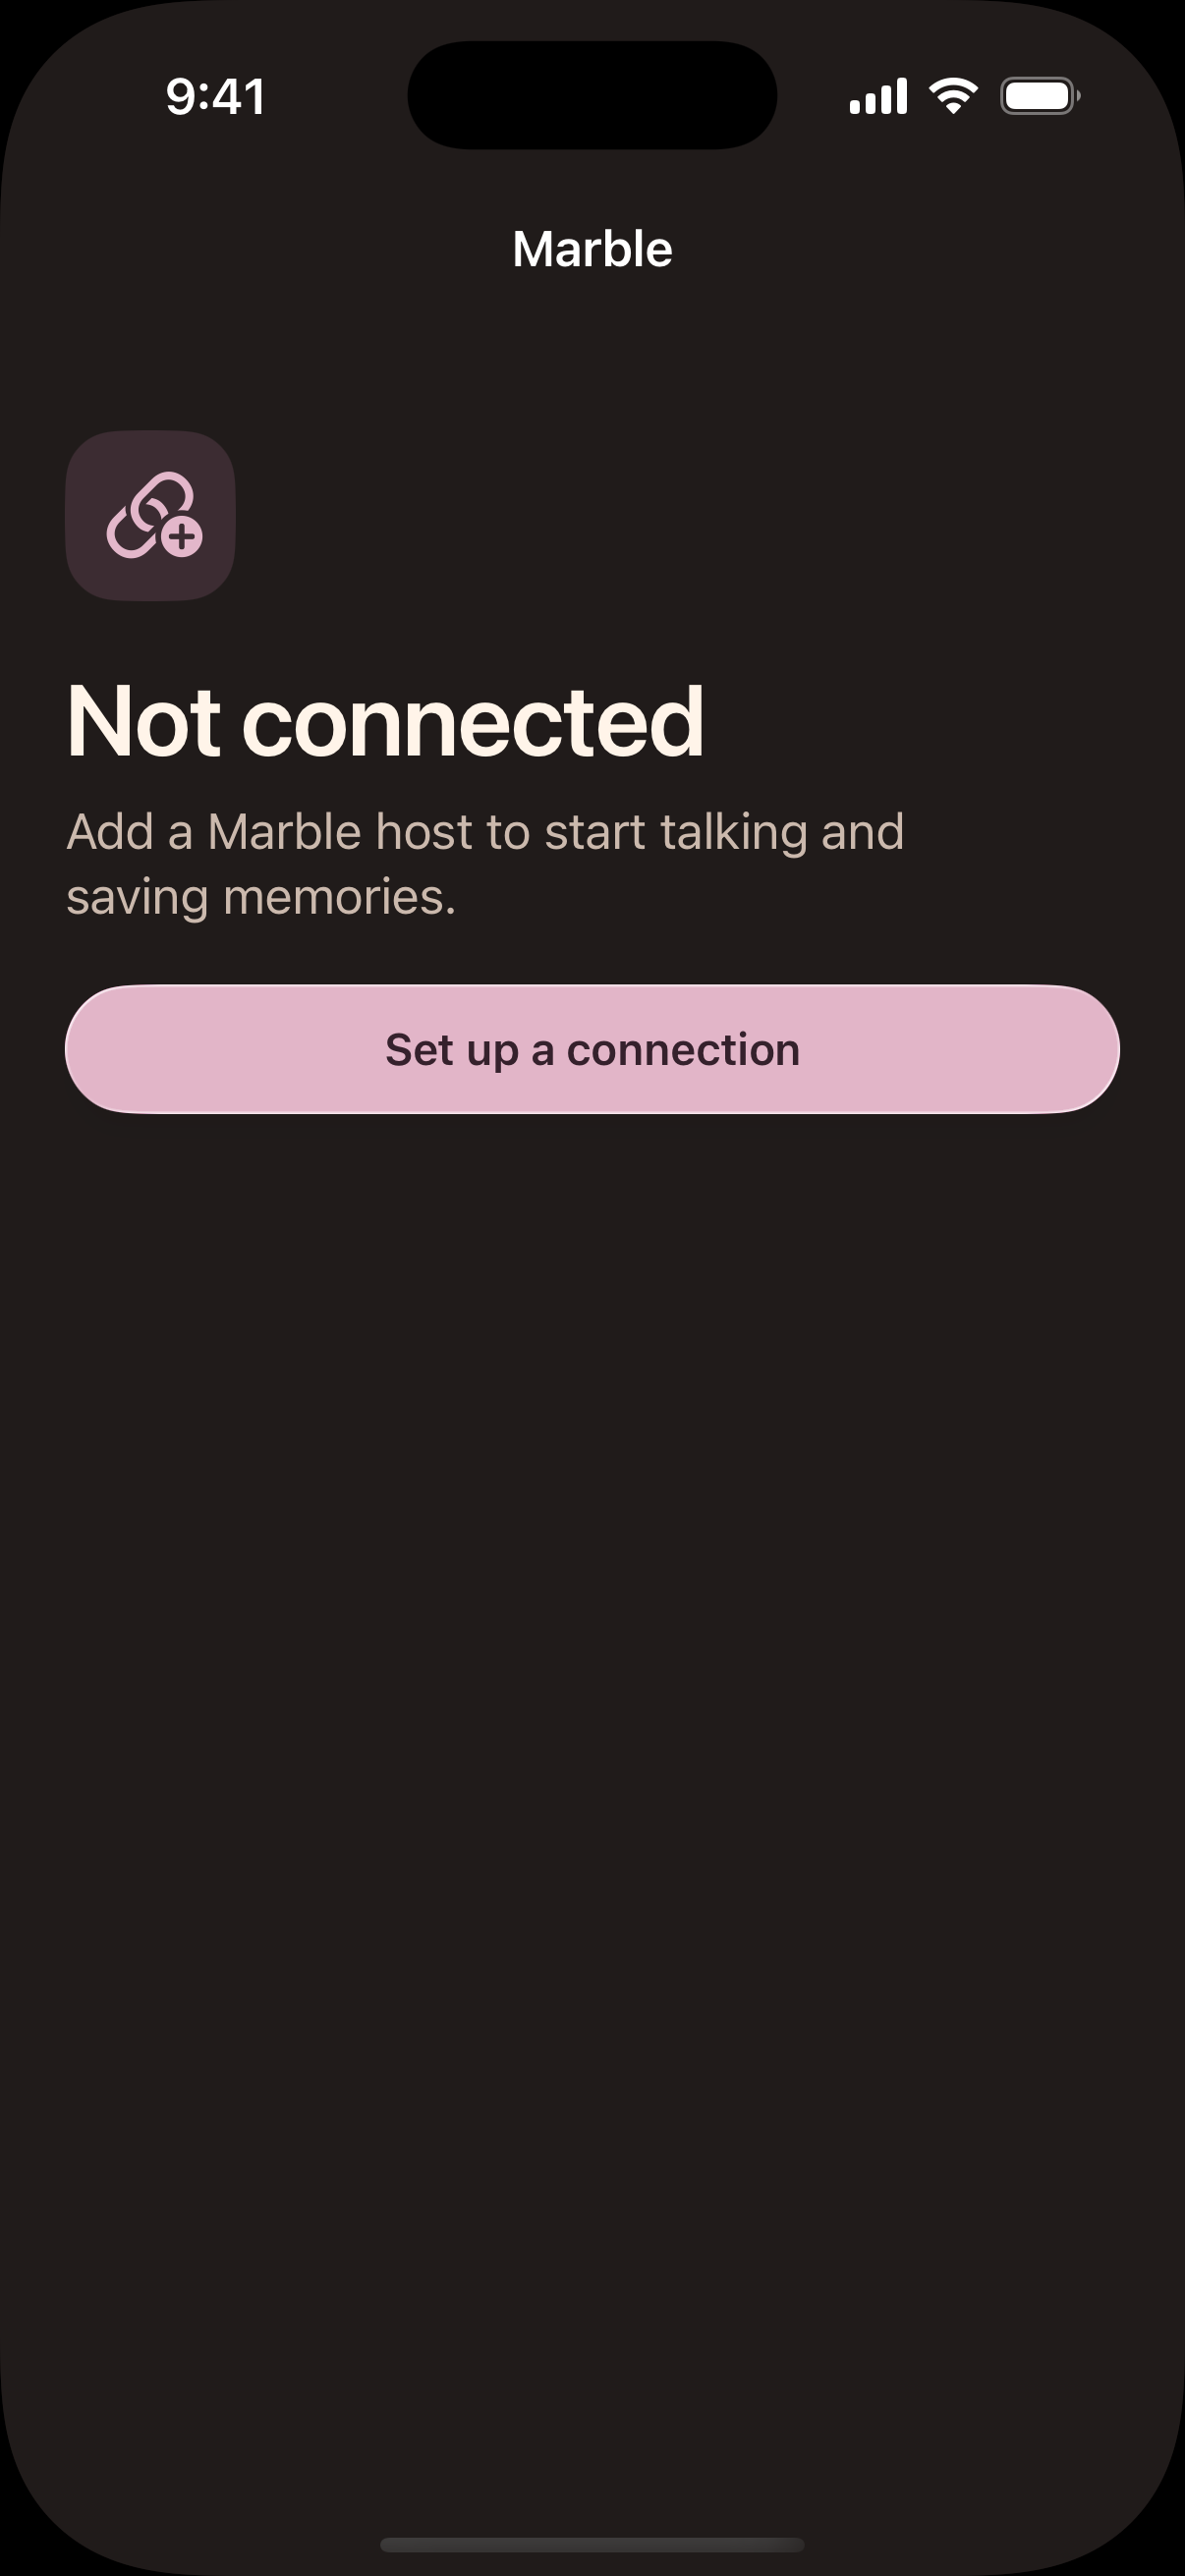 9:41
Marble
Not connected
Add a Marble host to start talking and
saving memories.
Set up a connection